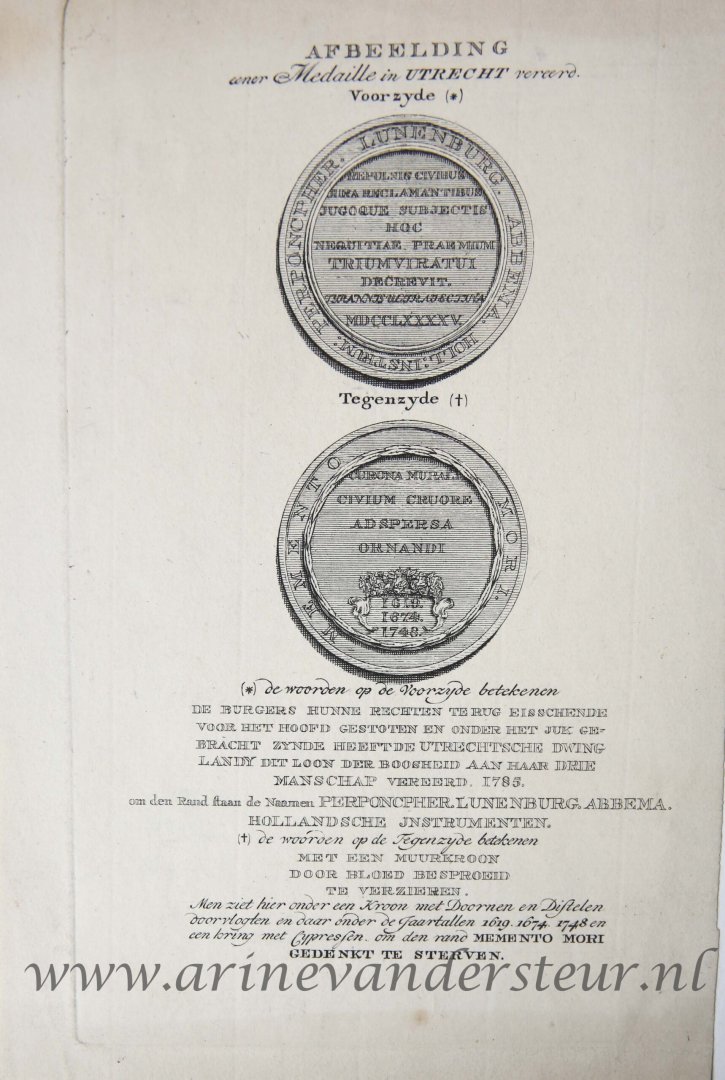 AFBEELDING
eener Medaille in UTRECHT vereerd.
Voorzyde (*)
PERPONCPHER. LUNENBURG. ABBEMA. HOLL: INSTRUM:
REPULSIS CIVIBUS
JURA RECLAMANTIBUS
JUGOQUE SUBJECTIS
HOC
NEQUITIAE PRAEMIUM
TRIUMVIRATUI
DECREVIT.
TYRANNIS ULTRAJECTINA
MDCCLXXXXV.
Tegenzyde (†)
MEMENTO MORI.
CORONA MURALI
CIVIUM CRUORE
ADSPERSA
ORNANDI
1619.
1674.
1748.
(*) de woorden op de Voorzyde betekenen
DE BURGERS HUNNE RECHTEN TERUG EISSCHENDE
VOOR HET HOOFD GESTOTEN EN ONDER HET JUK GE-
BRACHT ZYNDE HEEFT DE UTRECHTSCHE DWING
LANDY DIT LOON DER BOOSHEID AAN HAAR DRIE
MANSCHAP VEREERD. 1785.
om den Rand staan de Naamen PERPONCPHER. LUNENBURG. ABBEMA.
HOLLANDSCHE JNSTRUMENTEN.
(†) de woorden op de Tegenzyde betekenen
MET EEN MUURKROON
DOOR BLOED BESPROEID
TE VERZIEREN.
Men ziet hier onder een Kroon met Doornen en Distelen
doorvlogten en daar onder de Jaartallen 1619. 1674. 1748 en
een kring met Cypressen. om den rand MEMENTO MORI
GEDENKT TE STERVEN.
www.arinevandersteur.nl